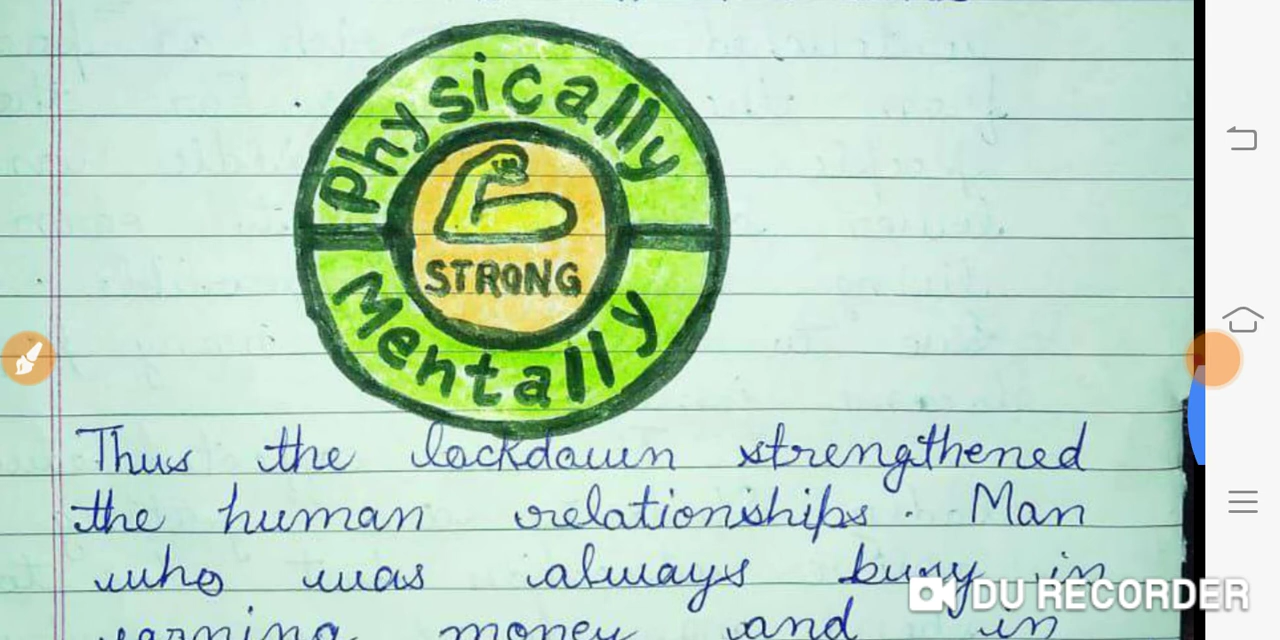 Physically
STRONG
Mentally
Thus the lockdown strengthened
the human relationships. Man
who was always busy in
earning money and in
DU RECORDER